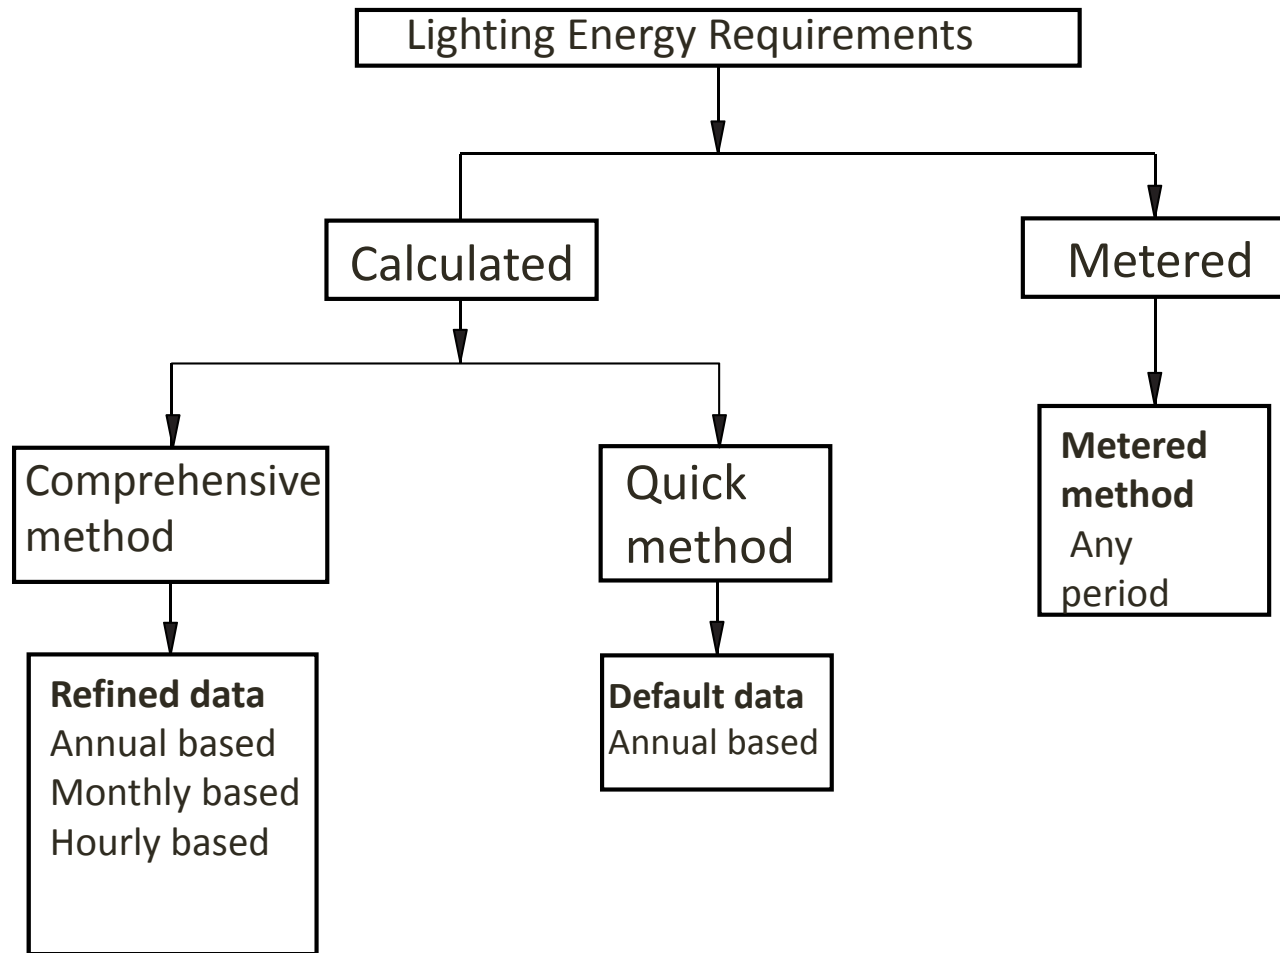 Lighting Energy Requirements
Calculated
Metered
Comprehensive
method
Quick
method
Metered
method
Any
period
Refined data
Annual based
Monthly based
Hourly based
Default data
Annual based